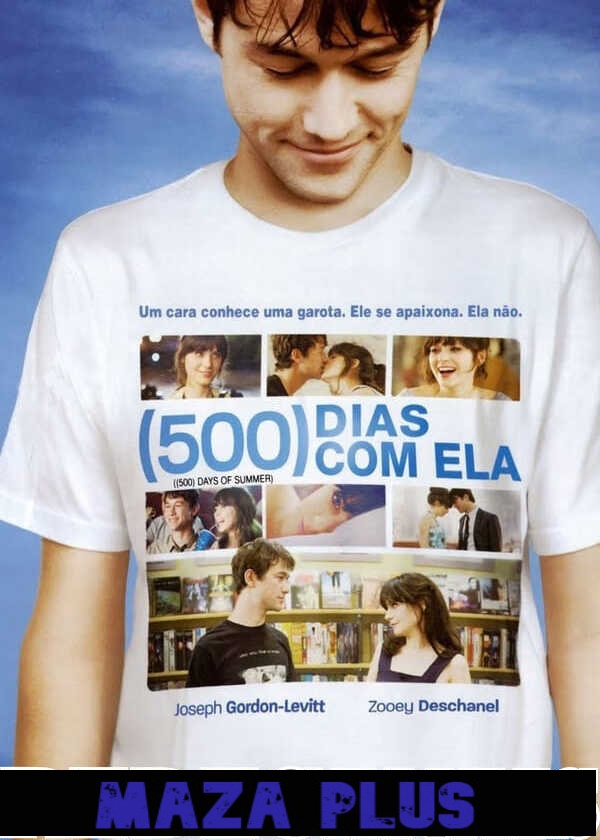 Um cara conhece uma garota. Ele se apaixona. Ela não.
(500) DIAS
COM ELA
((500) DAYS OF SUMMER)
Joseph Gordon-Levitt Zooey Deschanel
MAZA PLUS